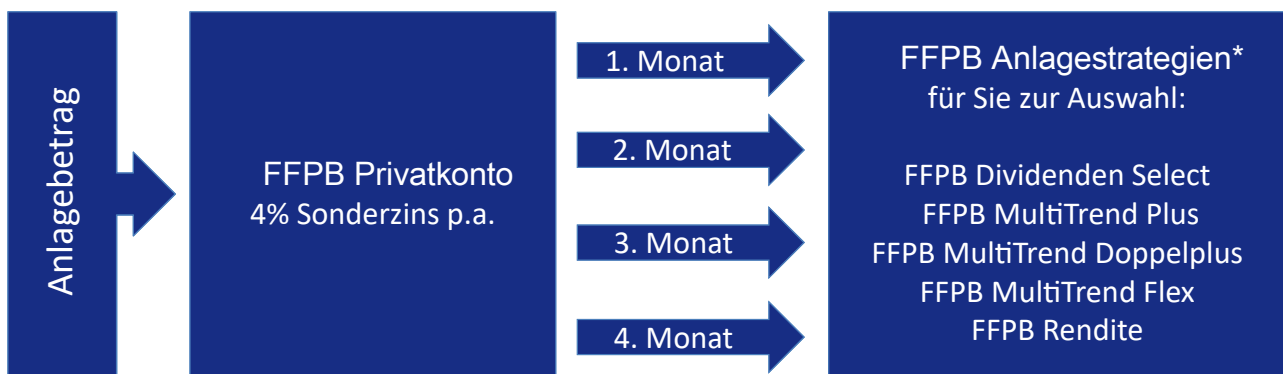 Anlagebetrag
FFPB Privatkonto
4% Sonderzins p.a.
1. Monat
2. Monat
3. Monat
4. Monat
FFPB Anlagestrategien*
für Sie zur Auswahl:
FFPB Dividenden Select
FFPB MultiTrend Plus
FFPB MultiTrend Doppelplus
FFPB MultiTrend Flex
FFPB Rendite